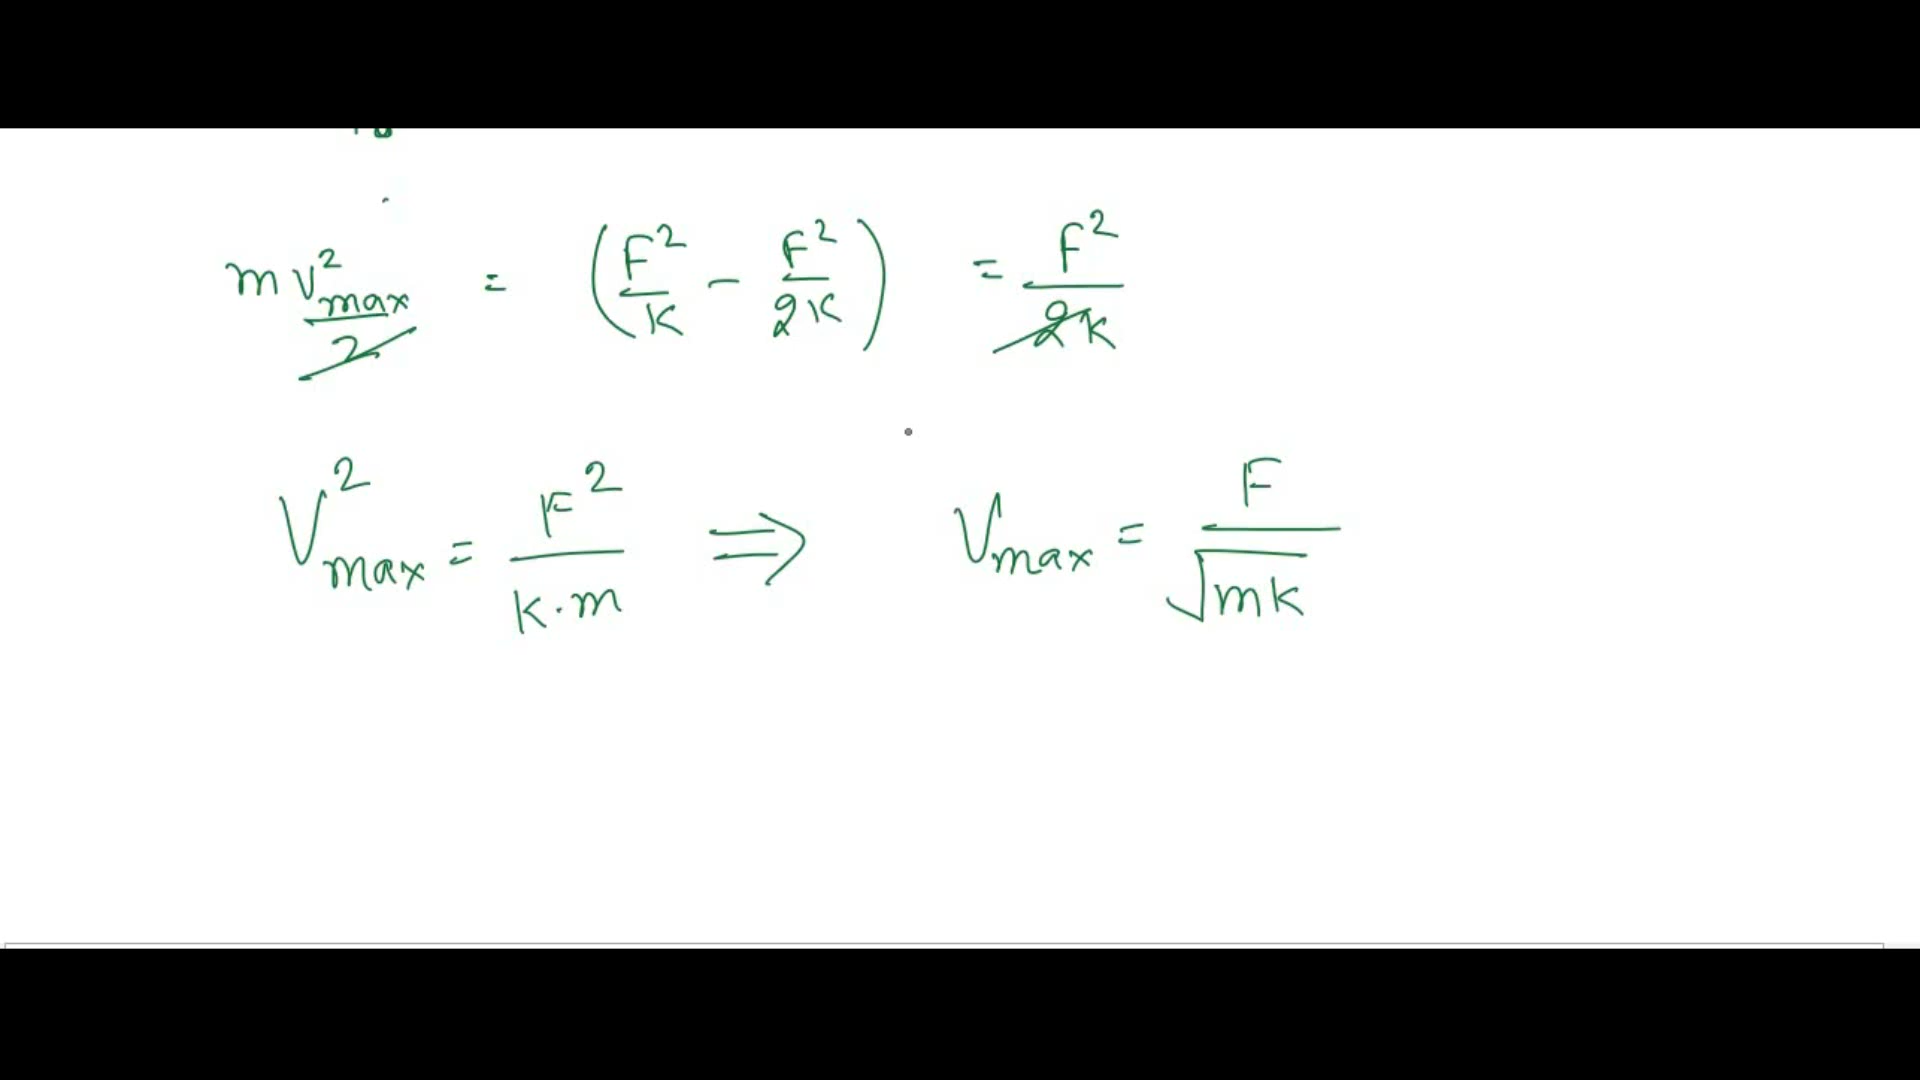 m v²max / 2 = (F²/K - F²/2K) = F²/2K
V²max = F²/K·m ⇒ Vmax = F/√mK